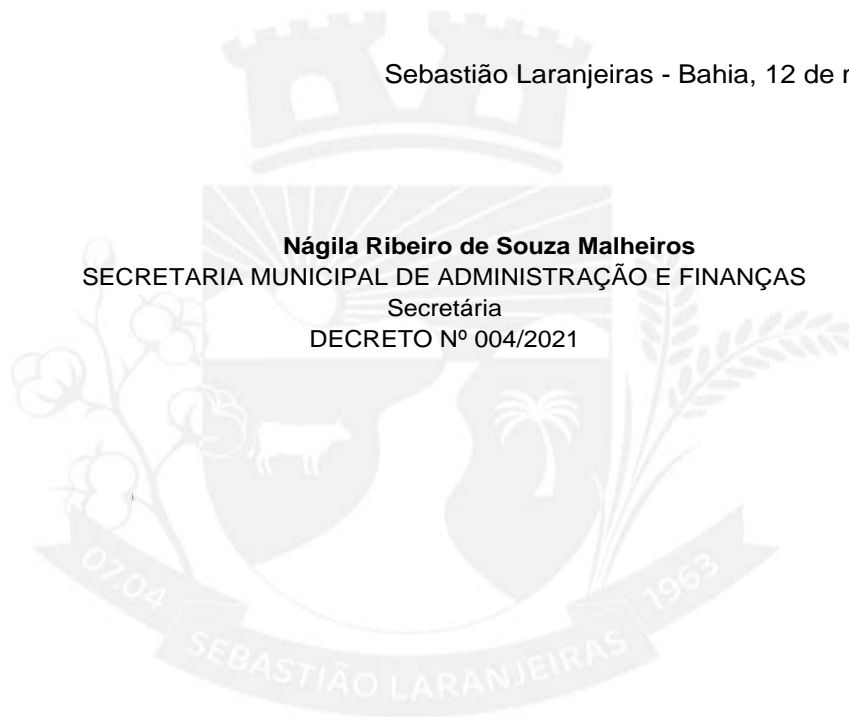 Sebastião Laranjeiras - Bahia, 12 de
Nágila Ribeiro de Souza Malheiros
SECRETARIA MUNICIPAL DE ADMINISTRAÇÃO E FINANÇAS
Secretária
DECRETO Nº 004/2021
07.04
SEBASTIÃO LARANJEIRAS
1963